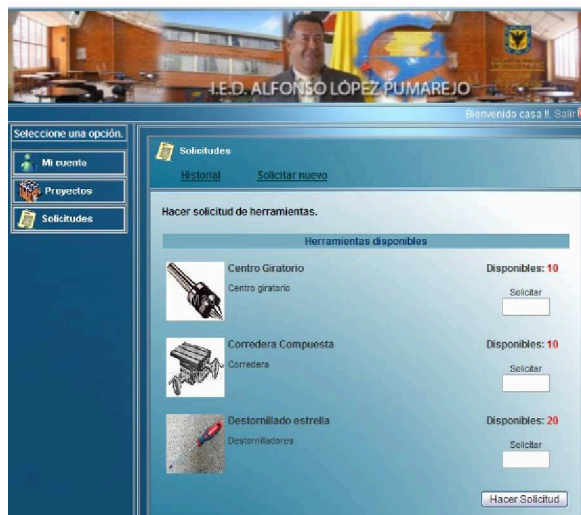 I.E.D. ALFONSO LÓPEZ PUMAREJO
Bienvenido casa !!. Salir
Seleccione una opción.
Mi cuenta
Proyectos
Solicitudes
Solicitudes
Historial
Solicitar nuevo
Hacer solicitud de herramientas.
Herramientas disponibles
Centro Giratorio
Disponibles: 10
Centro giratorio
Solicitar
Corredera Compuesta
Disponibles: 10
Corredera
Solicitar
Destornillado estrella
Disponibles: 20
Destornilladores
Solicitar
Hacer Solicitud